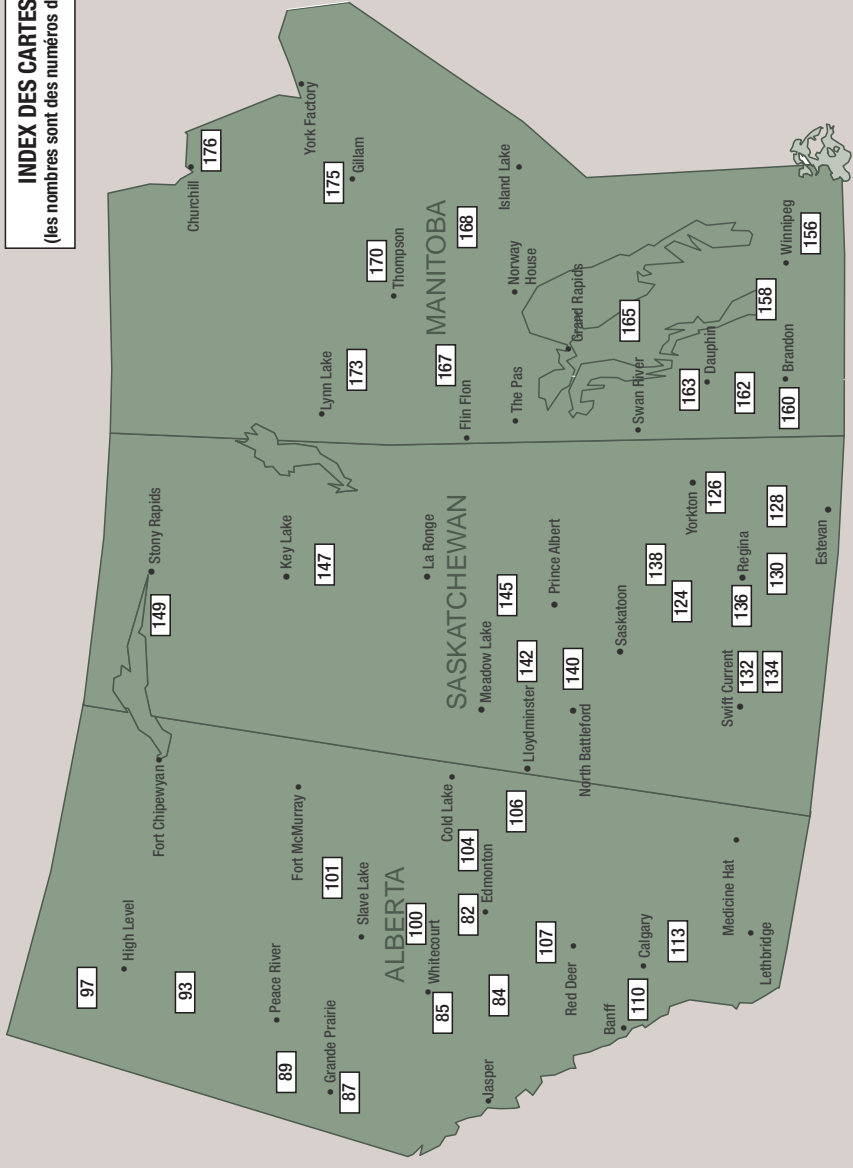 INDEX DES CARTES
(les nombres sont des numéros d
97
High Level
93
Fort Chipewyan
Peace River
89
Grande Prairie
87
Fort McMurray
101
Slave Lake
ALBERTA
100
Whitecourt
85
Cold Lake
104
82
Edmonton
84
Jasper
106
107
Red Deer
Banff
110
Calgary
113
Medicine Hat
Lethbridge
Stony Rapids
149
Key Lake
147
La Ronge
SASKATCHEWAN
145
Meadow Lake
142
Lloydminster
Prince Albert
140
North Battleford
Saskatoon
138
124
Yorkton
126
Regina
136
Swift Current
132
134
130
128
Estevan
Churchill
176
York Factory
175
Gillam
170
Thompson
Lynn Lake
173
MANITOBA
168
167
Flin Flon
Island Lake
Norway
House
The Pas
Grand Rapids
165
Swan River
163
Dauphin
162
158
Winnipeg
156
Brandon
160